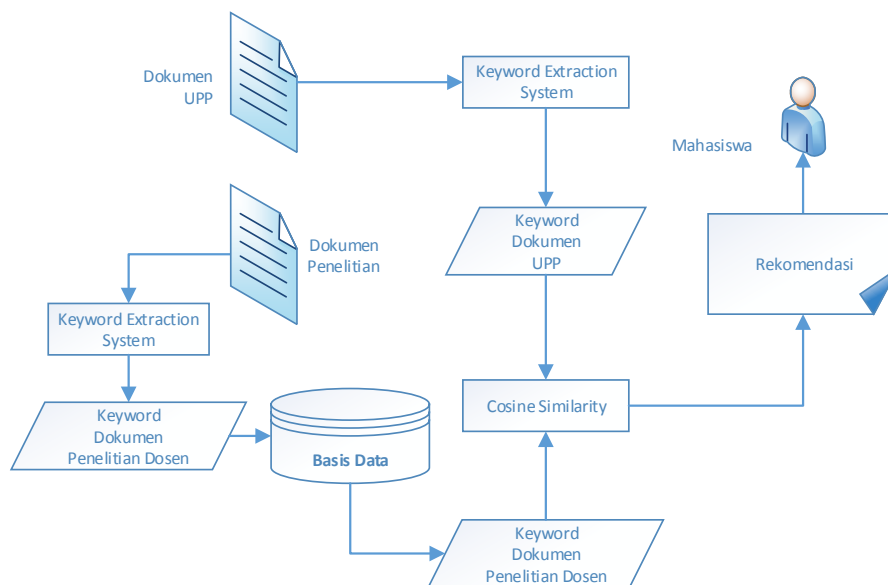 Dokumen
UPP
Keyword Extraction
System
Mahasiswa
Keyword
Dokumen
UPP
Dokumen
Penelitian
Rekomendasi
Keyword Extraction
System
Cosine Similarity
Keyword
Dokumen
Penelitian Dosen
Basis Data
Keyword
Dokumen
Penelitian Dosen